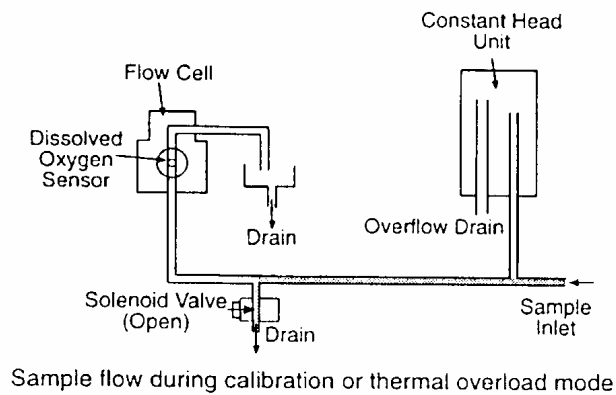 Constant Head
Unit
Flow Cell
Dissolved
Oxygen
Sensor
Drain
Overflow Drain
Solenoid Valve
(Open)
Drain
Sample
Inlet
Sample flow during calibration or thermal overload mode